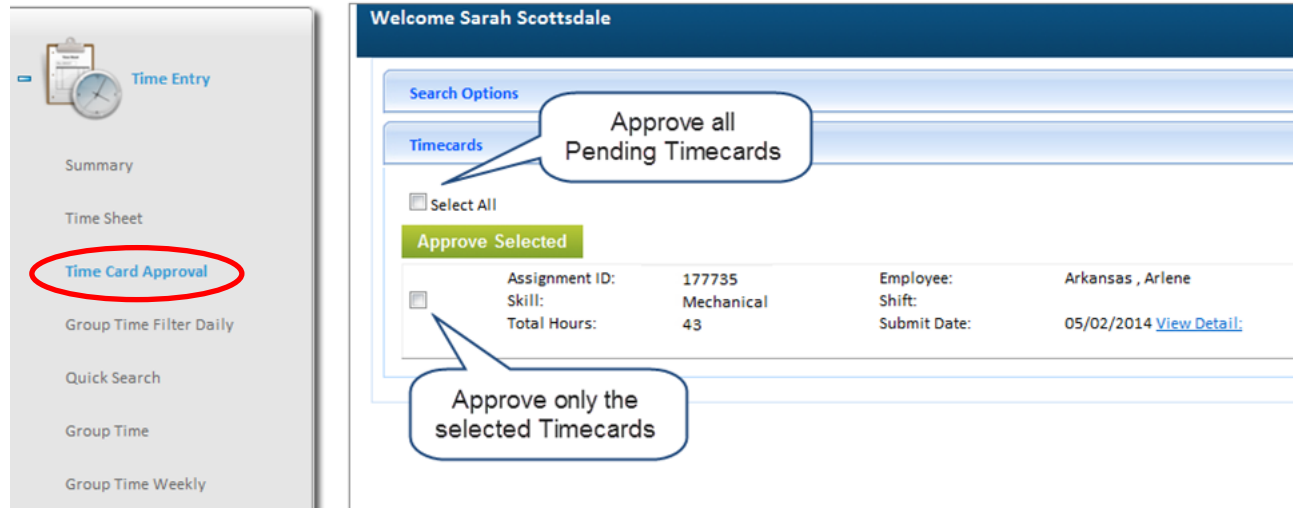 Time Entry
Summary
Time Sheet
Time Card Approval
Group Time Filter Daily
Quick Search
Group Time
Group Time Weekly
Welcome Sarah Scottsdale
Search Options
Timecards
Approve all
Pending Timecards
Select All
Approve Selected
Assignment ID: 177735 Employee: Arkansas , Arlene
Skill: Mechanical Shift:
Total Hours: 43 Submit Date: 05/02/2014 View Detail:
Approve only the
selected Timecards